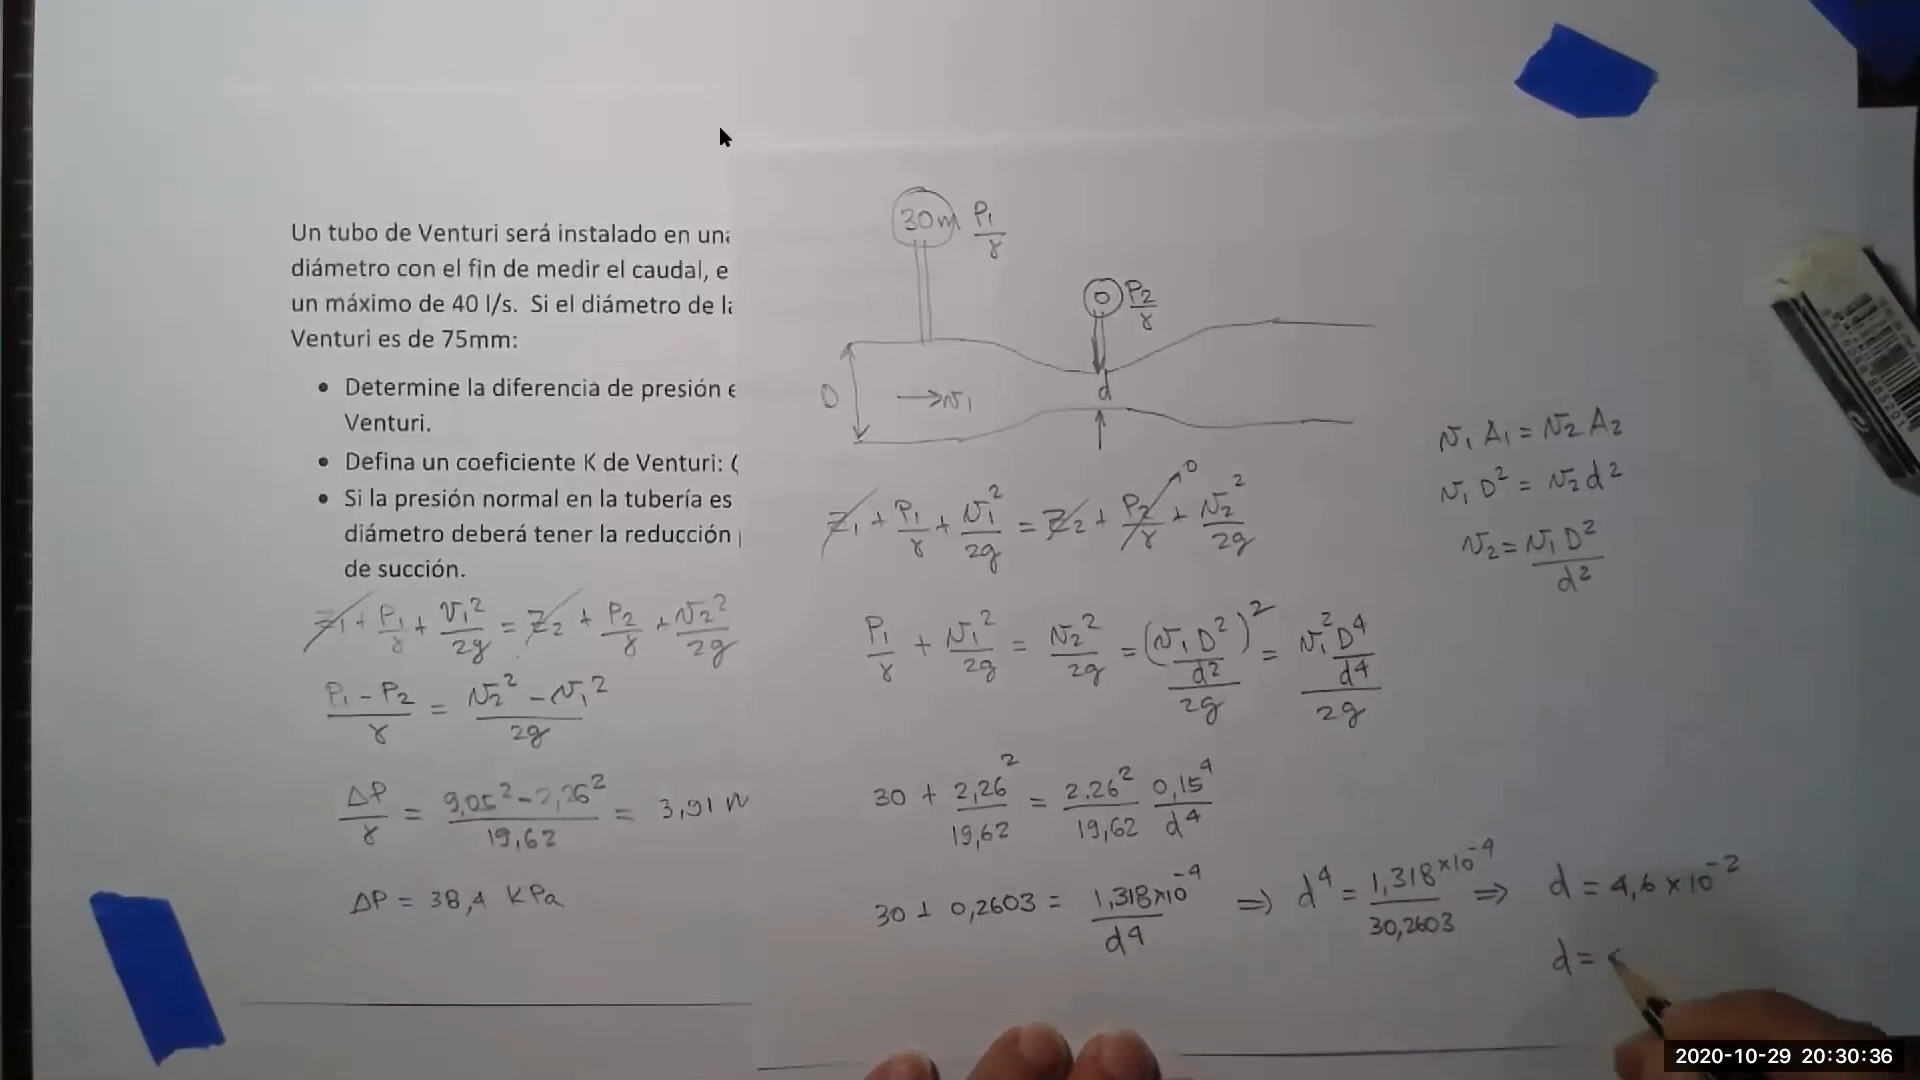 Un tubo de Venturi será instalado en una
diámetro con el fin de medir el caudal, e
un máximo de 40 l/s. Si el diámetro de la
Venturi es de 75mm:
• Determine la diferencia de presión e
Venturi.
• Defina un coeficiente K de Venturi: (
• Si la presión normal en la tubería es
diámetro deberá tener la reducción
de succión.
Z₁ + P₁/γ + V₁²/2g = Z₂ + P₂/γ + V₂²/2g
(P₁ - P₂)/γ = (V₂² - V₁²)/2g
ΔP/γ = (9,05² - 2,26²)/19,62 = 3,91 m
ΔP = 38,4 KPa
30m P₁/γ
0 P₂/γ
D → V₁ d
Z₁ + P₁/γ + V₁²/2g = Z₂ + P₂/γ → 0 + V₂²/2g
P₁/γ + V₁²/2g = V₂²/2g = (V₁D²/d²)²/2g = V₁²D⁴/d⁴/2g
30 + 2,26²/19,62 = 2.26²/19,62 0,15⁴/d⁴
30 + 0,2603 = 1,318×10⁻⁴/d⁴ ⇒ d⁴ = 1,318×10⁻⁴/30,2603 ⇒ d = 4,6×10⁻²
d =
V₁ A₁ = V₂ A₂
V₁ D² = V₂ d²
V₂ = V₁D²/d²
2020-10-29 20:30:36